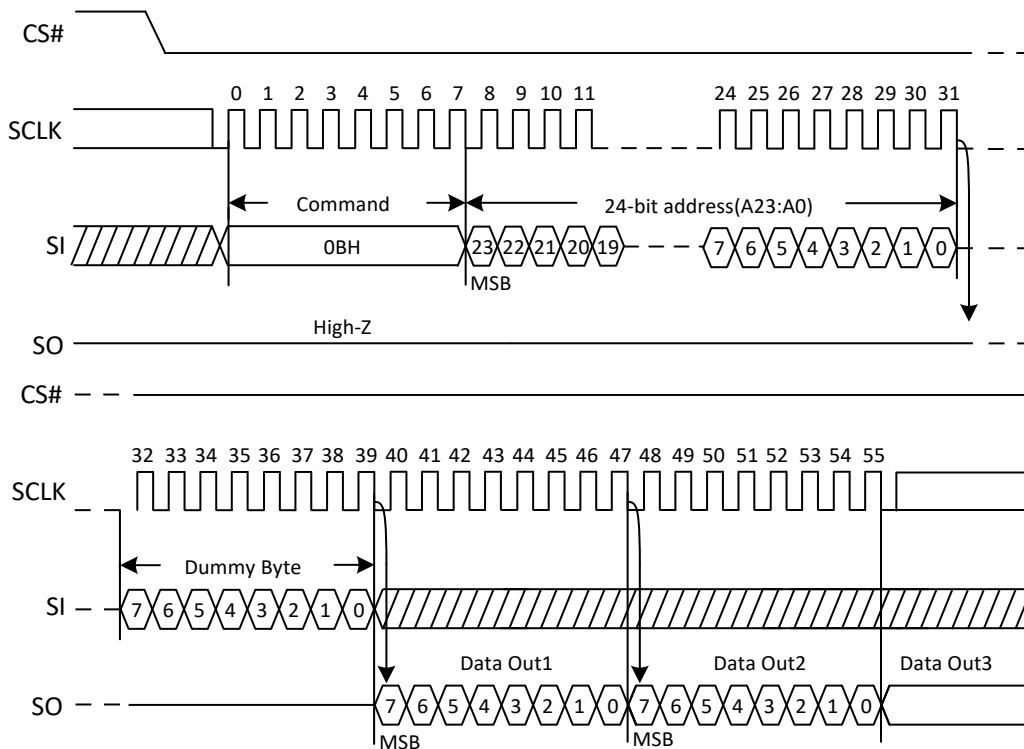 CS#
0 1 2 3 4 5 6 7 8 9 10 11 24 25 26 27 28 29 30 31
SCLK
Command 24-bit address(A23:A0)
SI 0BH 23 22 21 20 19 7 6 5 4 3 2 1 0
MSB
High-Z
SO
CS#
32 33 34 35 36 37 38 39 40 41 42 43 44 45 46 47 48 49 50 51 52 53 54 55
SCLK
Dummy Byte
SI 7 6 5 4 3 2 1 0
Data Out1 Data Out2 Data Out3
SO 7 6 5 4 3 2 1 0 7 6 5 4 3 2 1 0
MSB MSB